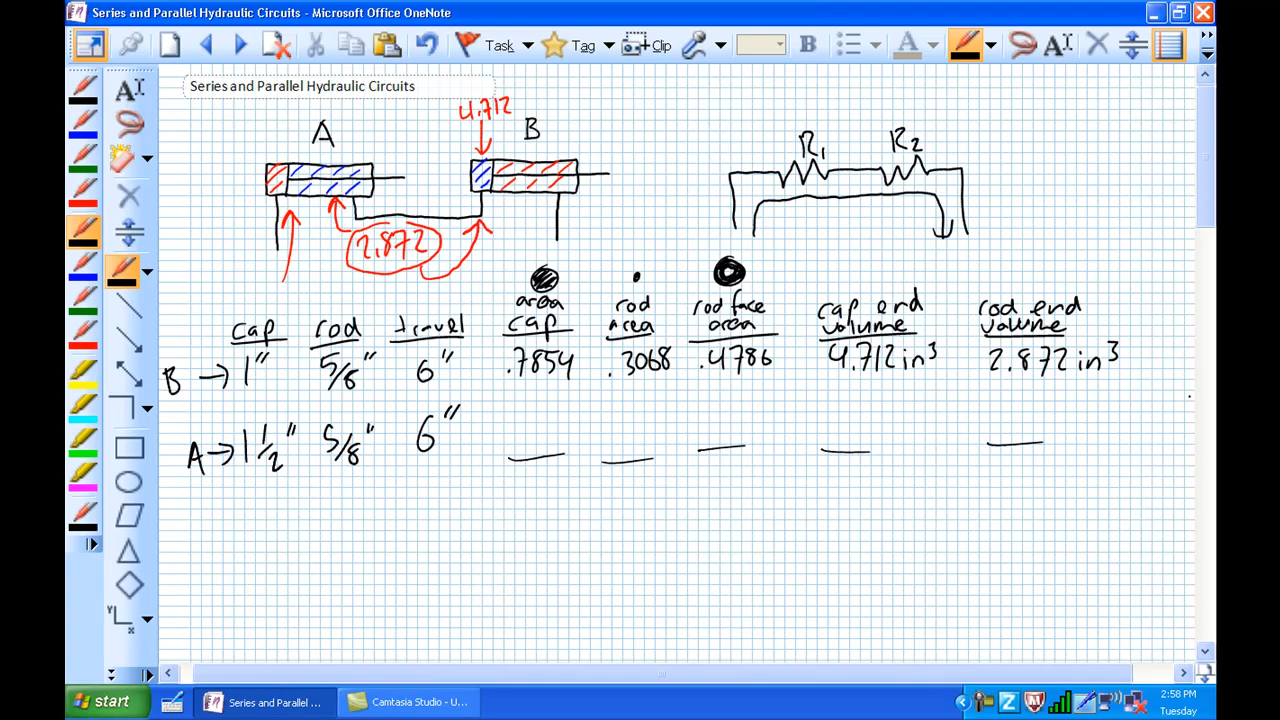 Series and Parallel Hydraulic Circuits - Microsoft Office OneNote
Task Tag Clip B A A
Series and Parallel Hydraulic Circuits
4.712
A B R1 R2
2.872
cap rod travel area cap rod area rod face area cap end volume rod end volume
B → 1" 5/8" 6" .7854 .3068 .4786 4.712 in³ 2.872 in³
A → 1 1/2" 5/8" 6"
start Series and Parallel ... Camtasia Studio - U... 2:58 PM
Tuesday